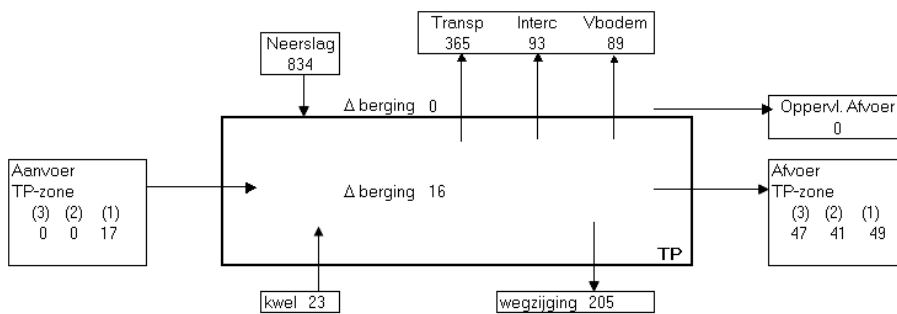 Transp Interc Vbodem
365 93 89
Neerslag
834
Δ berging 0
Oppervl. Afvoer
0
Aanvoer
TP-zone
(3) (2) (1)
0 0 17
Δ berging 16
Afvoer
TP-zone
(3) (2) (1)
47 41 49
TP
kwel 23
wegzijging 205